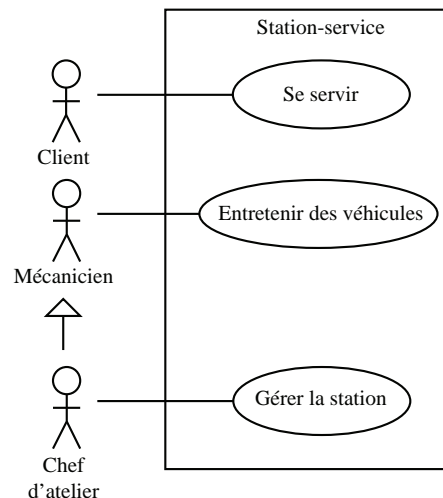 Station-service
Se servir
Client
Entretenir des véhicules
Mécanicien
Gérer la station
Chef
d'atelier